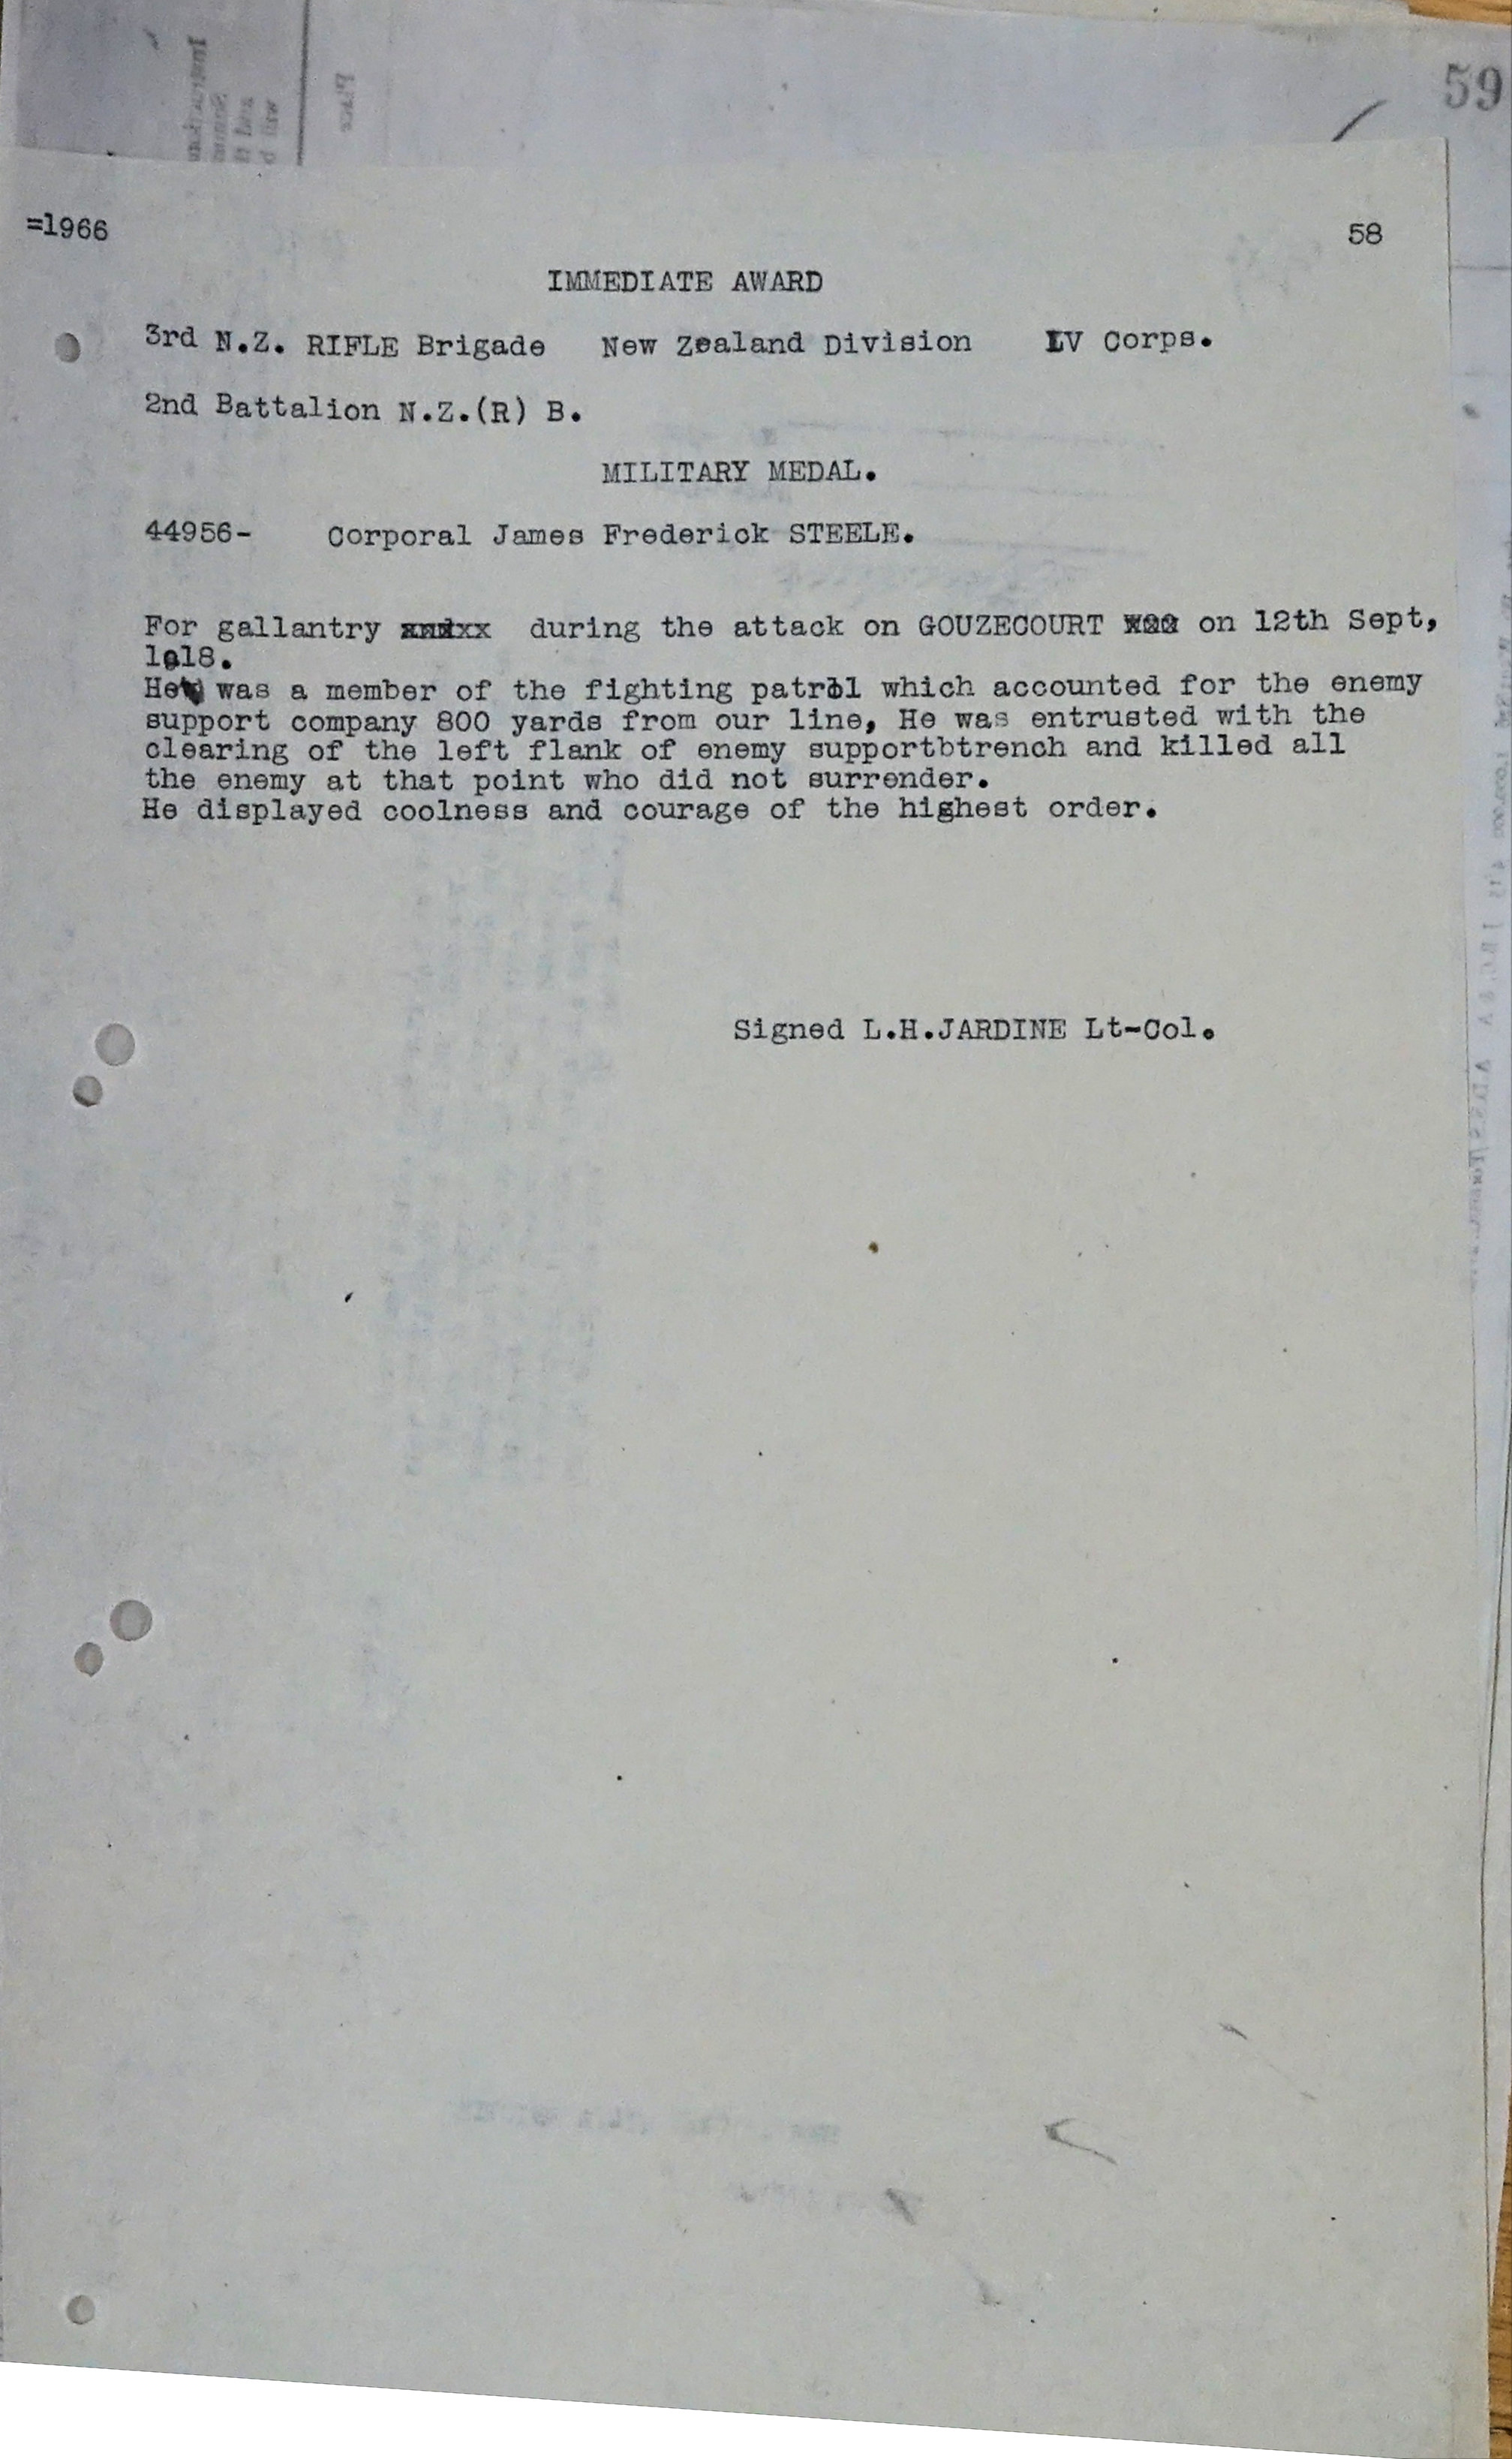 59
=1966
58
IMMEDIATE AWARD
3rd N.Z. RIFLE Brigade New Zealand Division IV Corps.
2nd Battalion N.Z.(R) B.
MILITARY MEDAL.
44956- Corporal James Frederick STEELE.
For gallantry during the attack on GOUZECOURT on 12th Sept,
1918.
He was a member of the fighting patrol which accounted for the enemy
support company 800 yards from our line, He was entrusted with the
clearing of the left flank of enemy supportbtrench and killed all
the enemy at that point who did not surrender.
He displayed coolness and courage of the highest order.
Signed L.H.JARDINE Lt-Col.